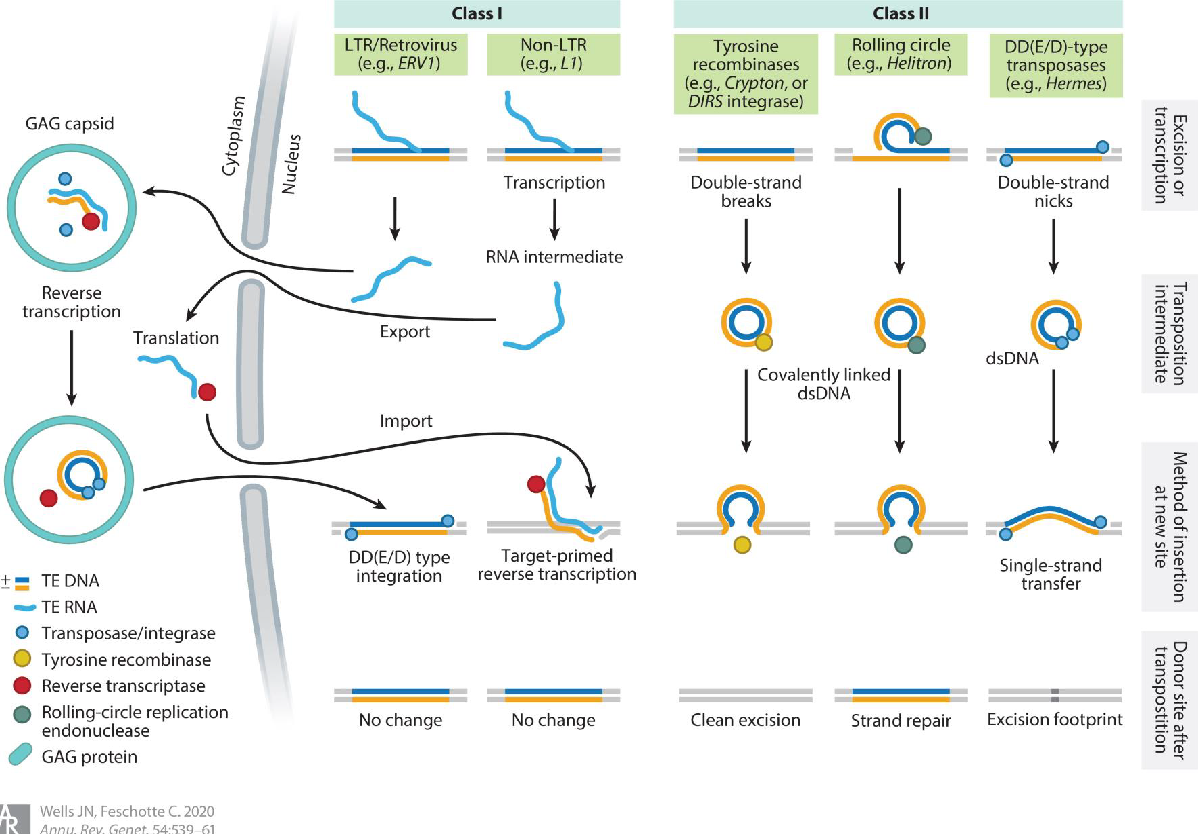 Class I
Class II
LTR/Retrovirus
(e.g., ERV1)
Non-LTR
(e.g., L1)
Tyrosine
recombinases
(e.g., Crypton, or
DIRS integrase)
Rolling circle
(e.g., Helitron)
DD(E/D)-type
transposases
(e.g., Hermes)
GAG capsid
Cytoplasm
Nucleus
Excision or
transcription
Transcription
Double-strand
breaks
Double-strand
nicks
RNA intermediate
Reverse
transcription
Translation
Export
Transposition
intermediate
dsDNA
Covalently linked
dsDNA
Import
Method of insertion
at new site
DD(E/D) type
integration
Target-primed
reverse transcription
Single-strand
transfer
± TE DNA
TE RNA
Transposase/integrase
Tyrosine recombinase
Reverse transcriptase
Rolling-circle replication
endonuclease
GAG protein
Donor site after
transpostition
No change
No change
Clean excision
Strand repair
Excision footprint
AR
Wells JN, Feschotte C. 2020
Annu. Rev. Genet. 54:539–61